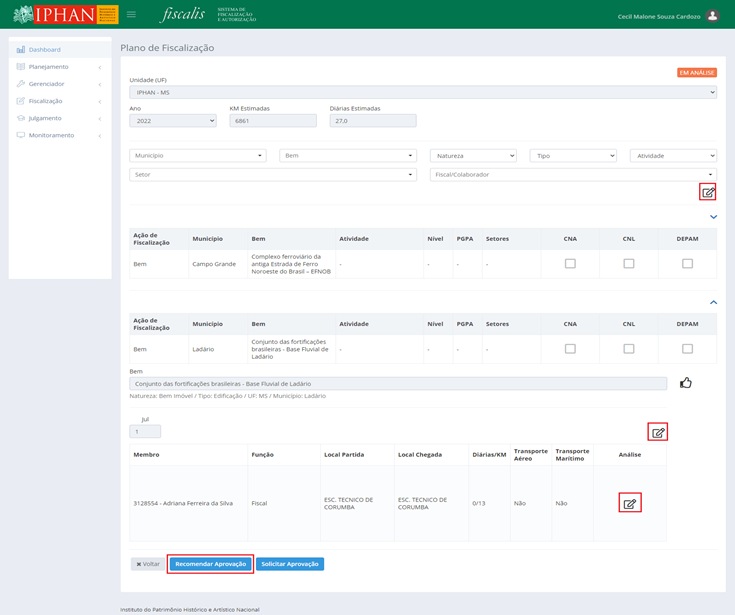 IPHAN
fiscalis
SISTEMA DE
FISCALIZAÇÃO
E AUTORIZAÇÃO
Cecil Malone Souza Cardozo
Dashboard
Planejamento
Gerenciador
Fiscalização
Julgamento
Monitoramento
Plano de Fiscalização
EM ANÁLISE
Unidade (UF)
IPHAN - MS
Ano KM Estimadas Diárias Estimadas
2022 6861 27,0
Município Bem Natureza Tipo Atividade
Setor Fiscal/Colaborador
Ação de
Fiscalização Município Bem Atividade Nível PGPA Setores CNA CNL DEPAM
Bem Campo Grande Complexo ferroviário da
antiga Estrada de Ferro
Noroeste do Brasil – EFNOB - - - -
Ação de
Fiscalização Município Bem Atividade Nível PGPA Setores CNA CNL DEPAM
Bem Ladário Conjunto das fortificações
brasileiras - Base Fluvial de
Ladário - - - -
Bem
Conjunto das fortificações brasileiras - Base Fluvial de Ladário
Natureza: Bem Imóvel / Tipo: Edificação / UF: MS / Município: Ladário
Jul
1
Membro Função Local Partida Local Chegada Diárias/KM Transporte
Aéreo Transporte
Marítimo Análise
3128554 - Adriana Ferreira da Silva Fiscal ESC. TECNICO DE
CORUMBA ESC. TECNICO DE
CORUMBA 0/13 Não Não
Voltar Recomendar Aprovação Solicitar Aprovação
Instituto do Patrimônio Histórico e Artístico Nacional